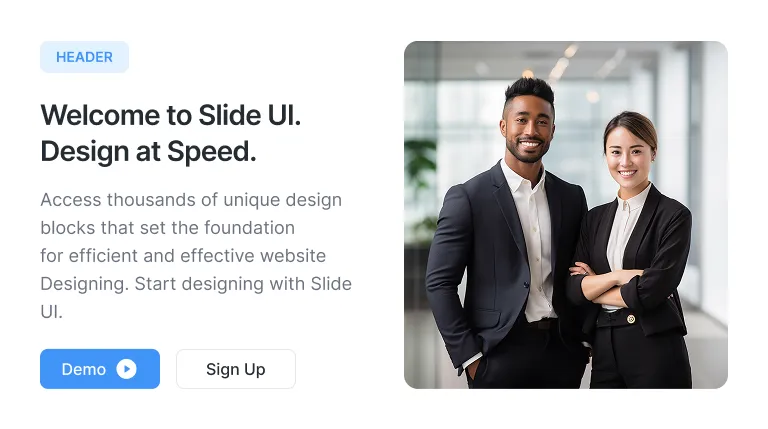 HEADER
Welcome to Slide UI.
Design at Speed.
Access thousands of unique design
blocks that set the foundation
for efficient and effective website
Designing. Start designing with Slide
UI.
Demo
Sign Up